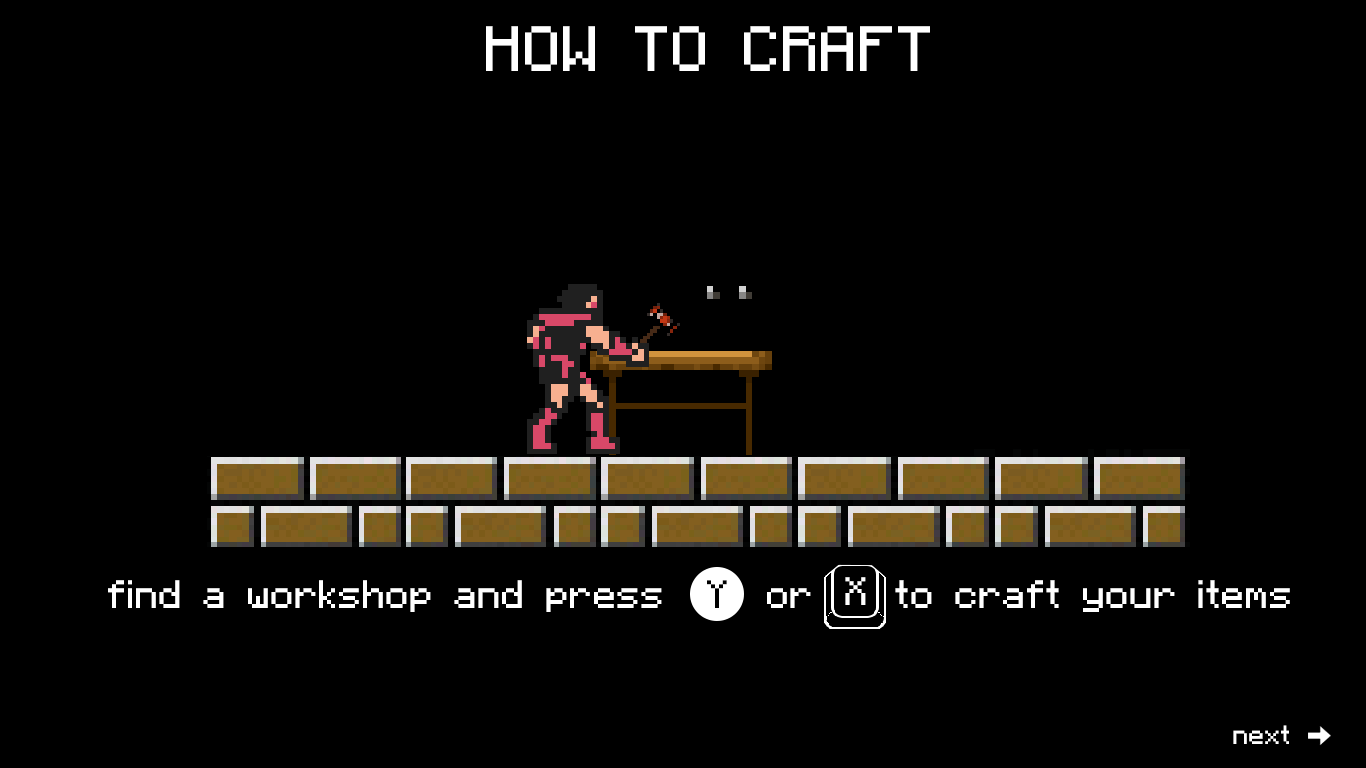 HOW TO CRAFT
find a workshop and press Y or X to craft your items
next →